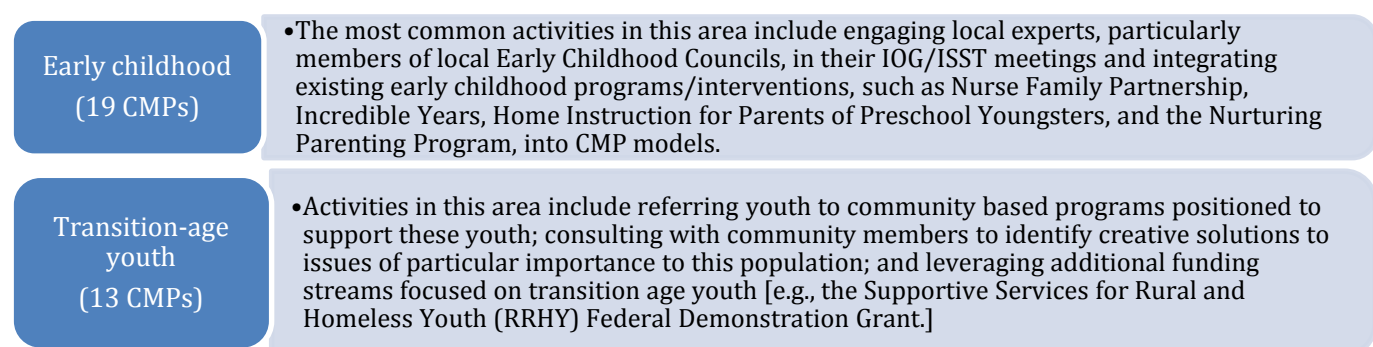 Early childhood
(19 CMPs)
•The most common activities in this area include engaging local experts, particularly
members of local Early Childhood Councils, in their IOG/ISST meetings and integrating
existing early childhood programs/interventions, such as Nurse Family Partnership,
Incredible Years, Home Instruction for Parents of Preschool Youngsters, and the Nurturing
Parenting Program, into CMP models.
Transition-age
youth
(13 CMPs)
•Activities in this area include referring youth to community based programs positioned to
support these youth; consulting with community members to identify creative solutions to
issues of particular importance to this population; and leveraging additional funding
streams focused on transition age youth [e.g., the Supportive Services for Rural and
Homeless Youth (RRHY) Federal Demonstration Grant.]